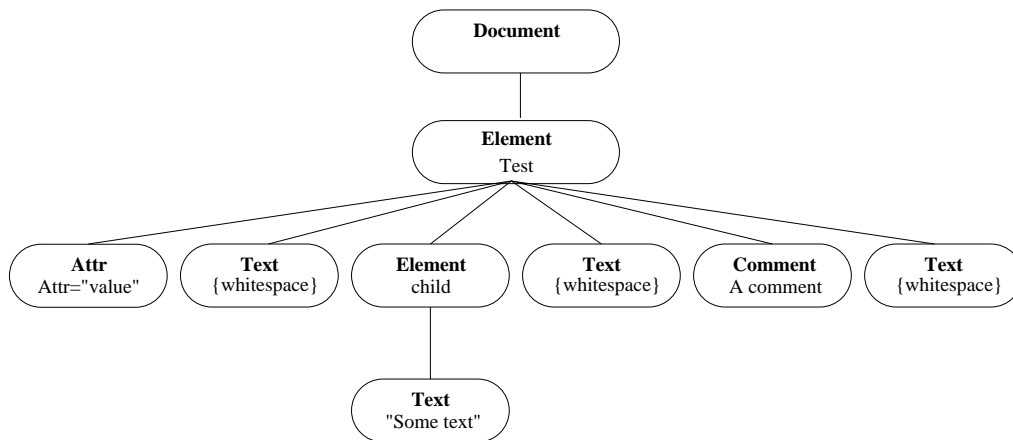 Document
Element
Test
Attr
Attr="value"
Text
{whitespace}
Element
child
Text
{whitespace}
Comment
A comment
Text
{whitespace}
Text
"Some text"